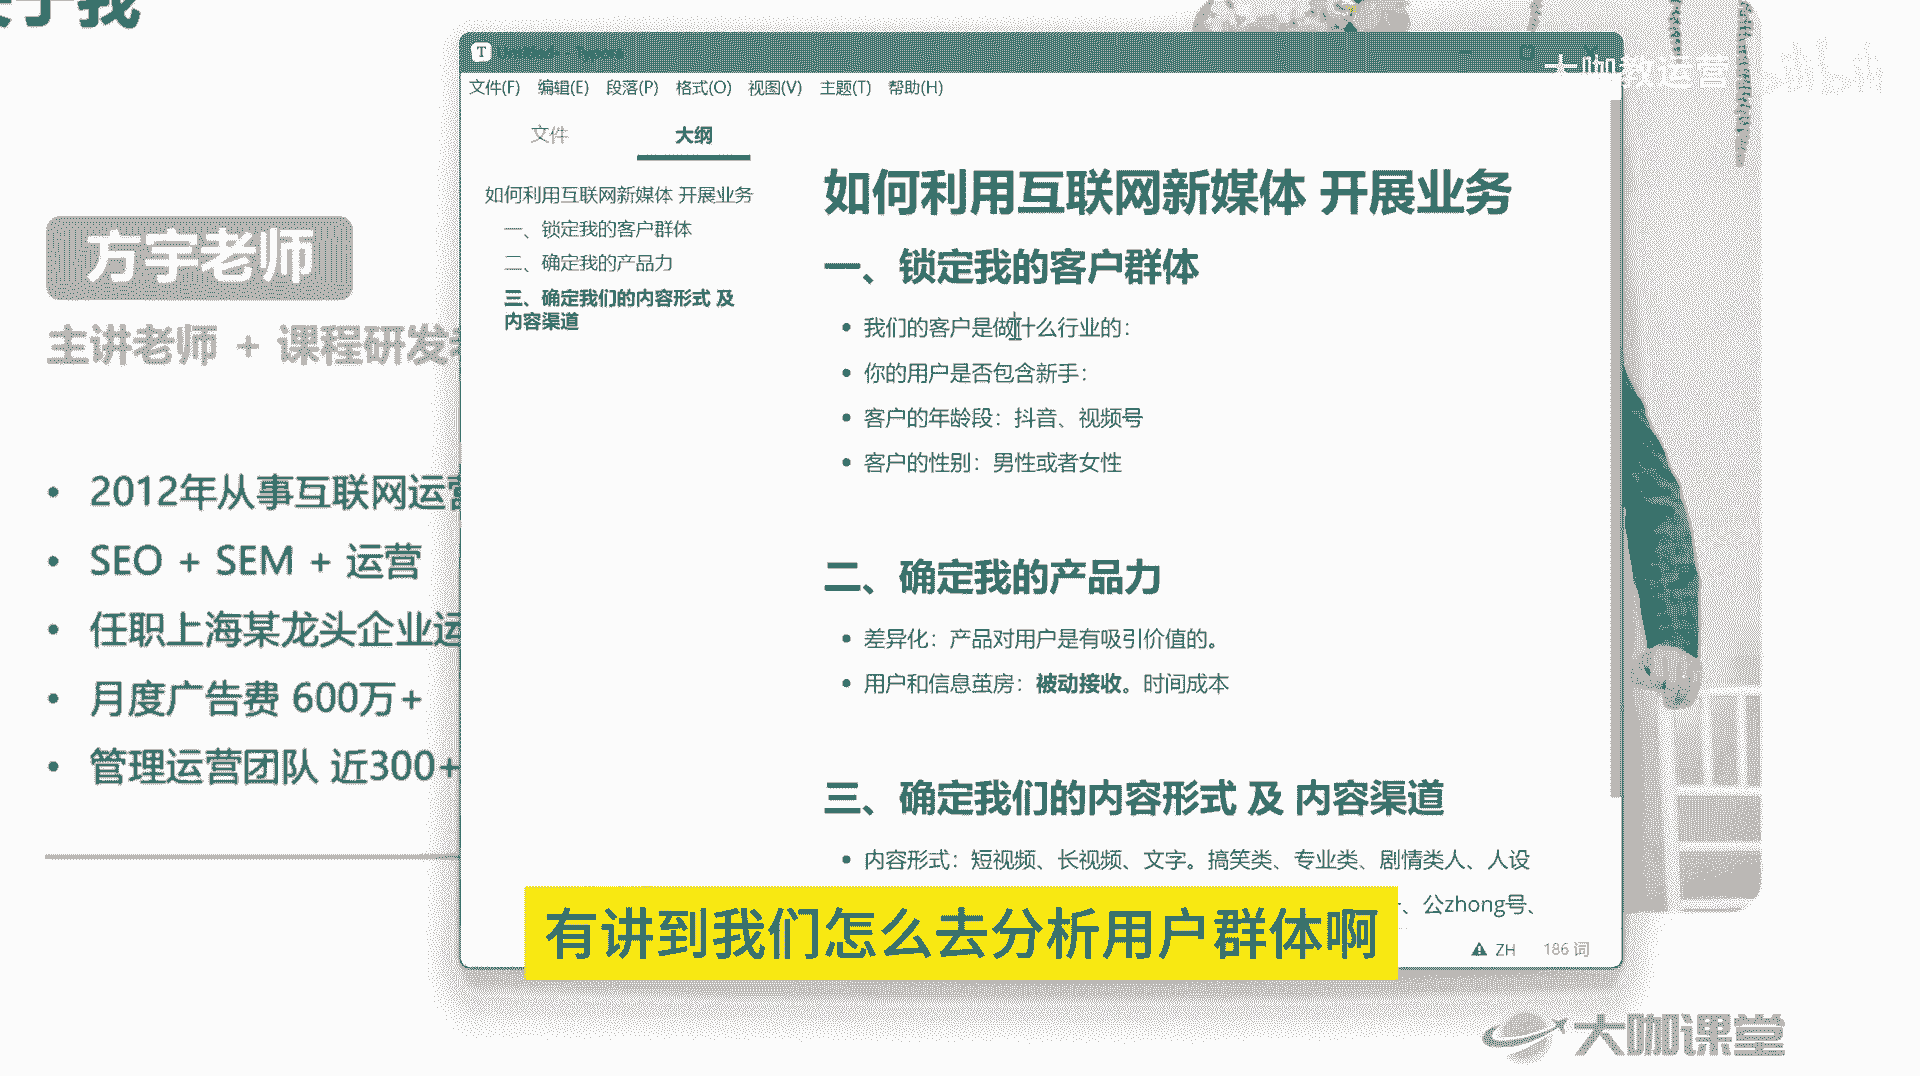 关于我
方宇老师
主讲老师 + 课程研发
2012年从事互联网运营
SEO + SEM + 运营
任职上海某龙头企业运
月度广告费 600万+
管理运营团队 近300+
Untitled - Typora
文件(F) 编辑(E) 段落(P) 格式(O) 视图(V) 主题(T) 帮助(H)
文件 大纲
如何利用互联网新媒体 开展业务
一、锁定我的客户群体
二、确定我的产品力
三、确定我们的内容形式 及
内容渠道
如何利用互联网新媒体 开展业务
一、锁定我的客户群体
我们的客户是做什么行业的：
你的用户是否包含新手：
客户的年龄段：抖音、视频号
客户的性别：男性或者女性
二、确定我的产品力
差异化：产品对用户是有吸引价值的。
用户和信息茧房：被动接收。时间成本
三、确定我们的内容形式 及 内容渠道
内容形式：短视频、长视频、文字。搞笑类、专业类、剧情类人、人设
、公zhong号、
ZH 186 词
有讲到我们怎么去分析用户群体啊
大咖教运营 bilibili
大咖课堂